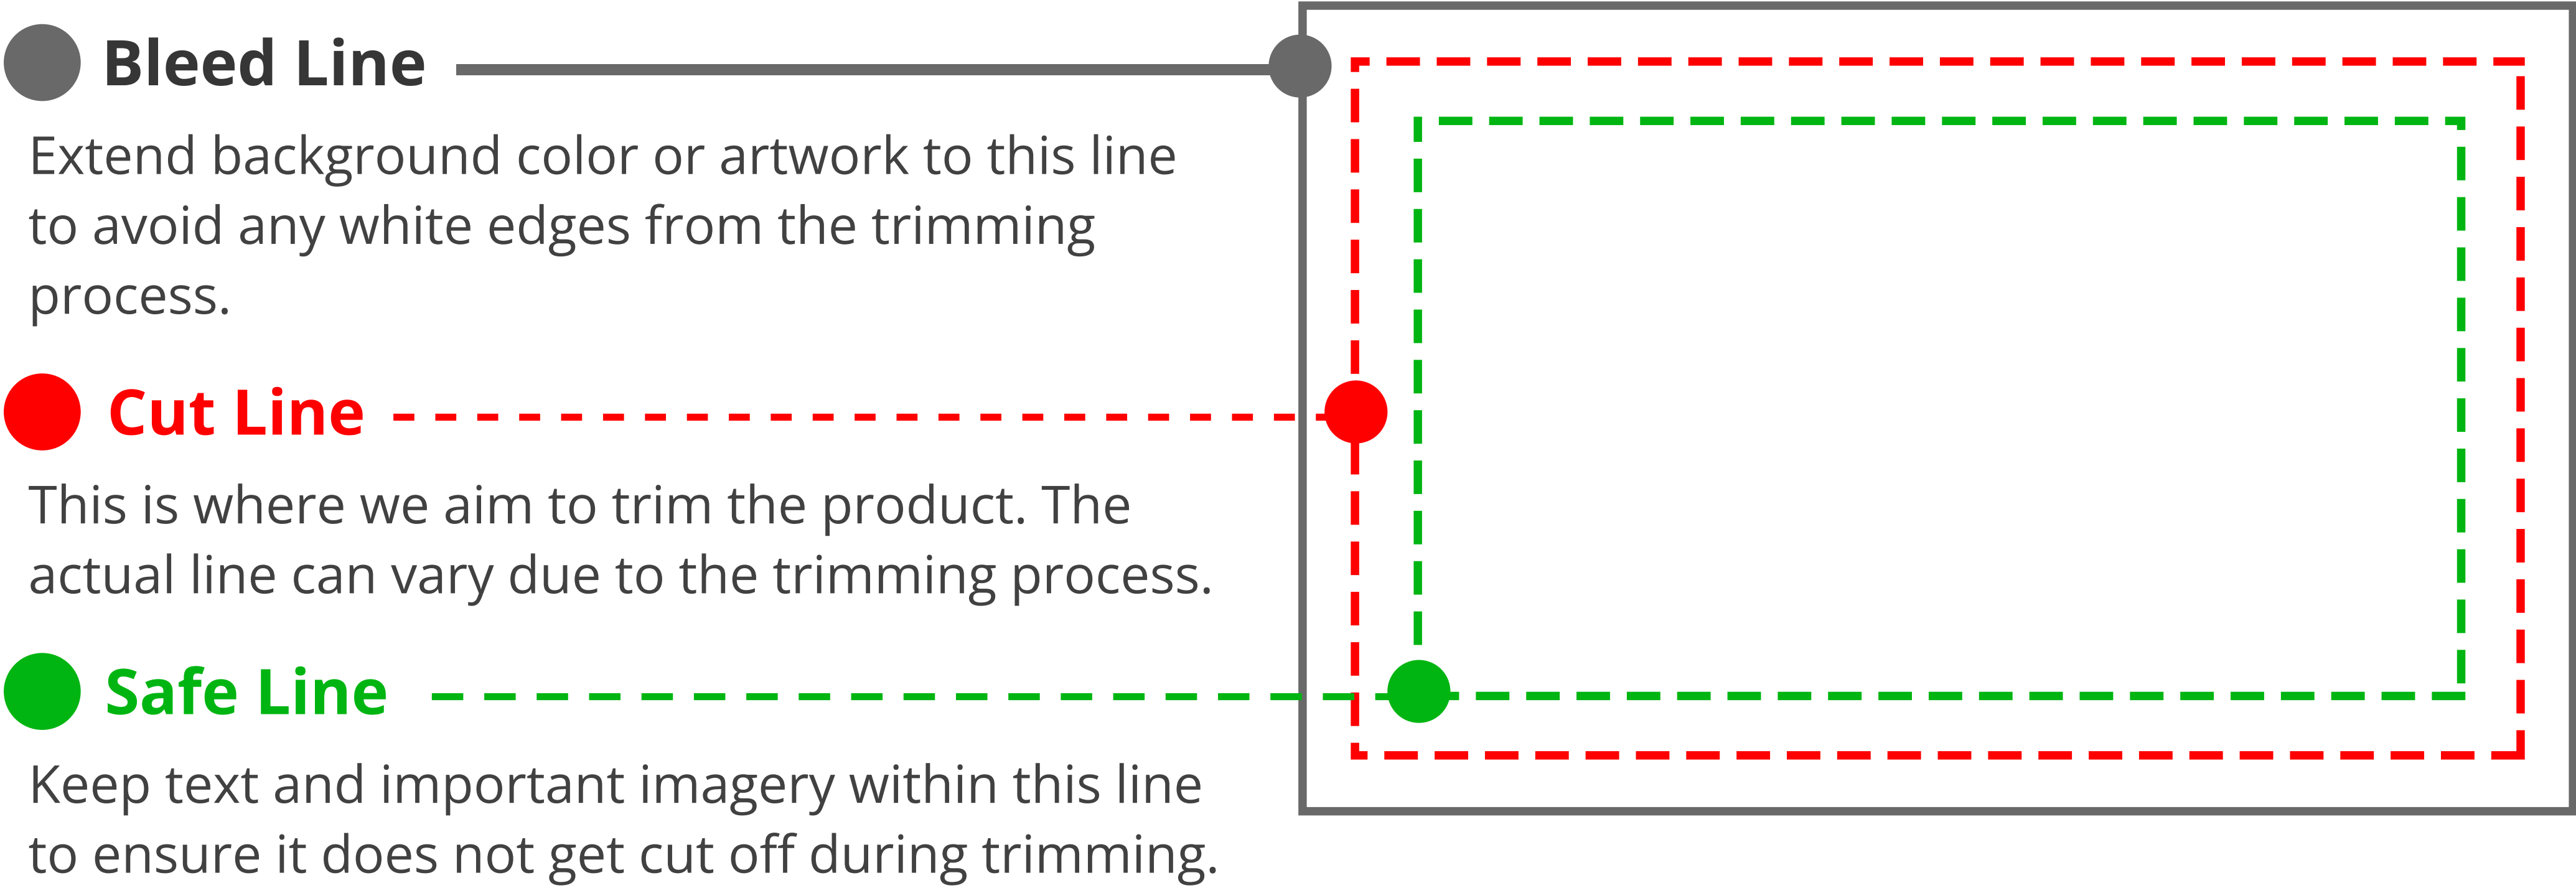 Bleed Line
Extend background color or artwork to this line
to avoid any white edges from the trimming
process.
Cut Line
This is where we aim to trim the product. The
actual line can vary due to the trimming process.
Safe Line
Keep text and important imagery within this line
to ensure it does not get cut off during trimming.